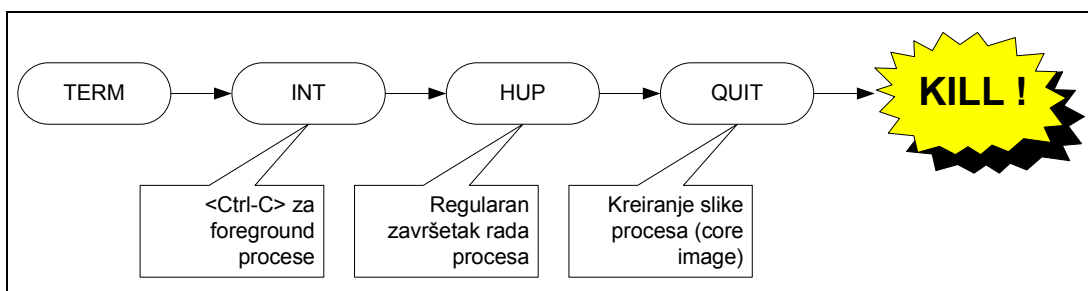 TERM
INT
HUP
QUIT
KILL !
<Ctrl-C> za
foreground
procese
Regularan
završetak rada
procesa
Kreiranje slike
procesa (core
image)